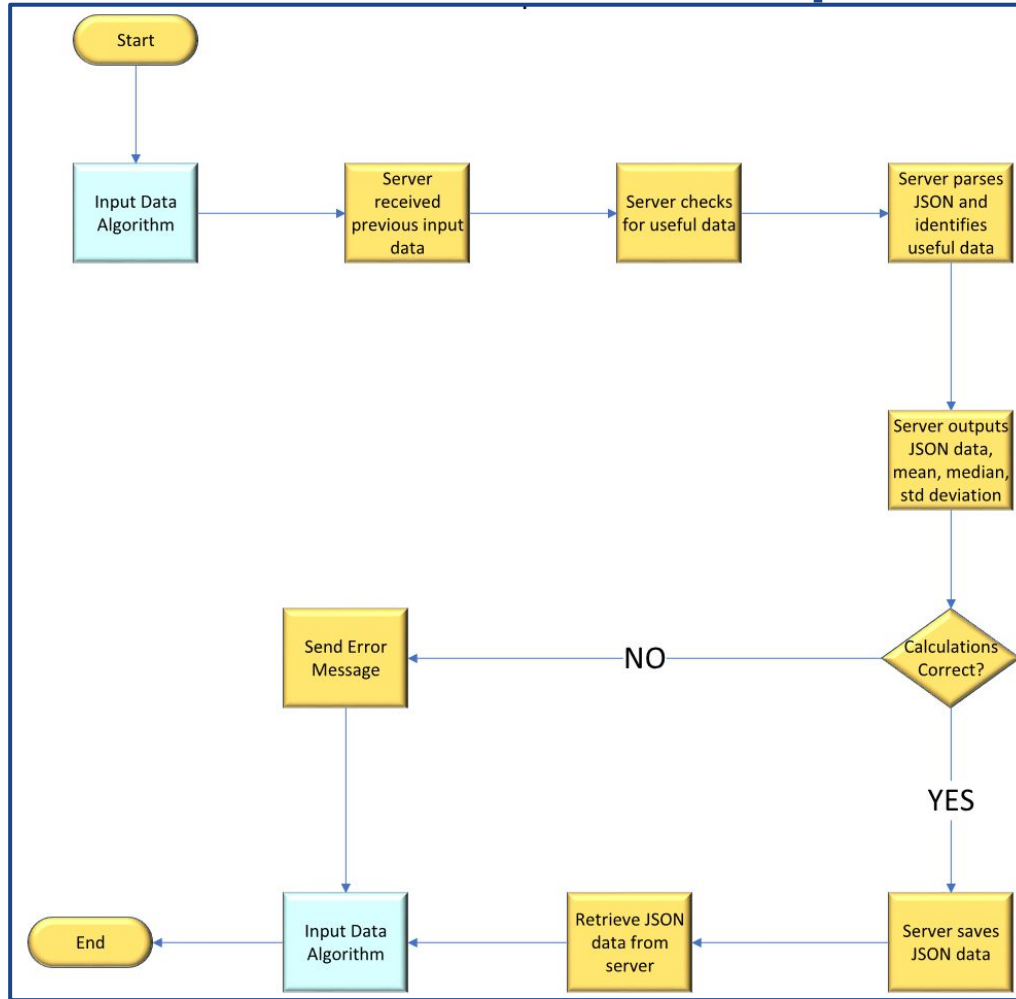 Start
Input Data
Algorithm
Server
received
previous input
data
Server checks
for useful data
Server parses
JSON and
identifies
useful data
Server outputs
JSON data,
mean, median,
std deviation
Calculations
Correct?
NO
Send Error
Message
YES
Server saves
JSON data
Retrieve JSON
data from
server
Input Data
Algorithm
End